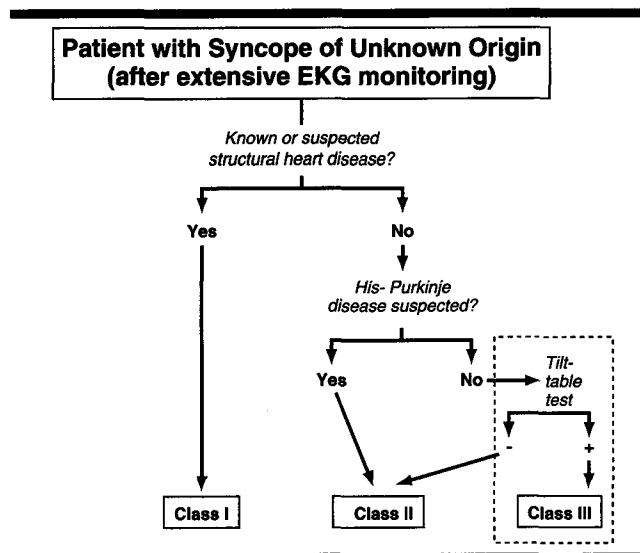 Patient with Syncope of Unknown Origin
(after extensive EKG monitoring)
Known or suspected
structural heart disease?
Yes
No
His- Purkinje
disease suspected?
Yes
No
Tilt-
table
test
-
+
Class I
Class II
Class III